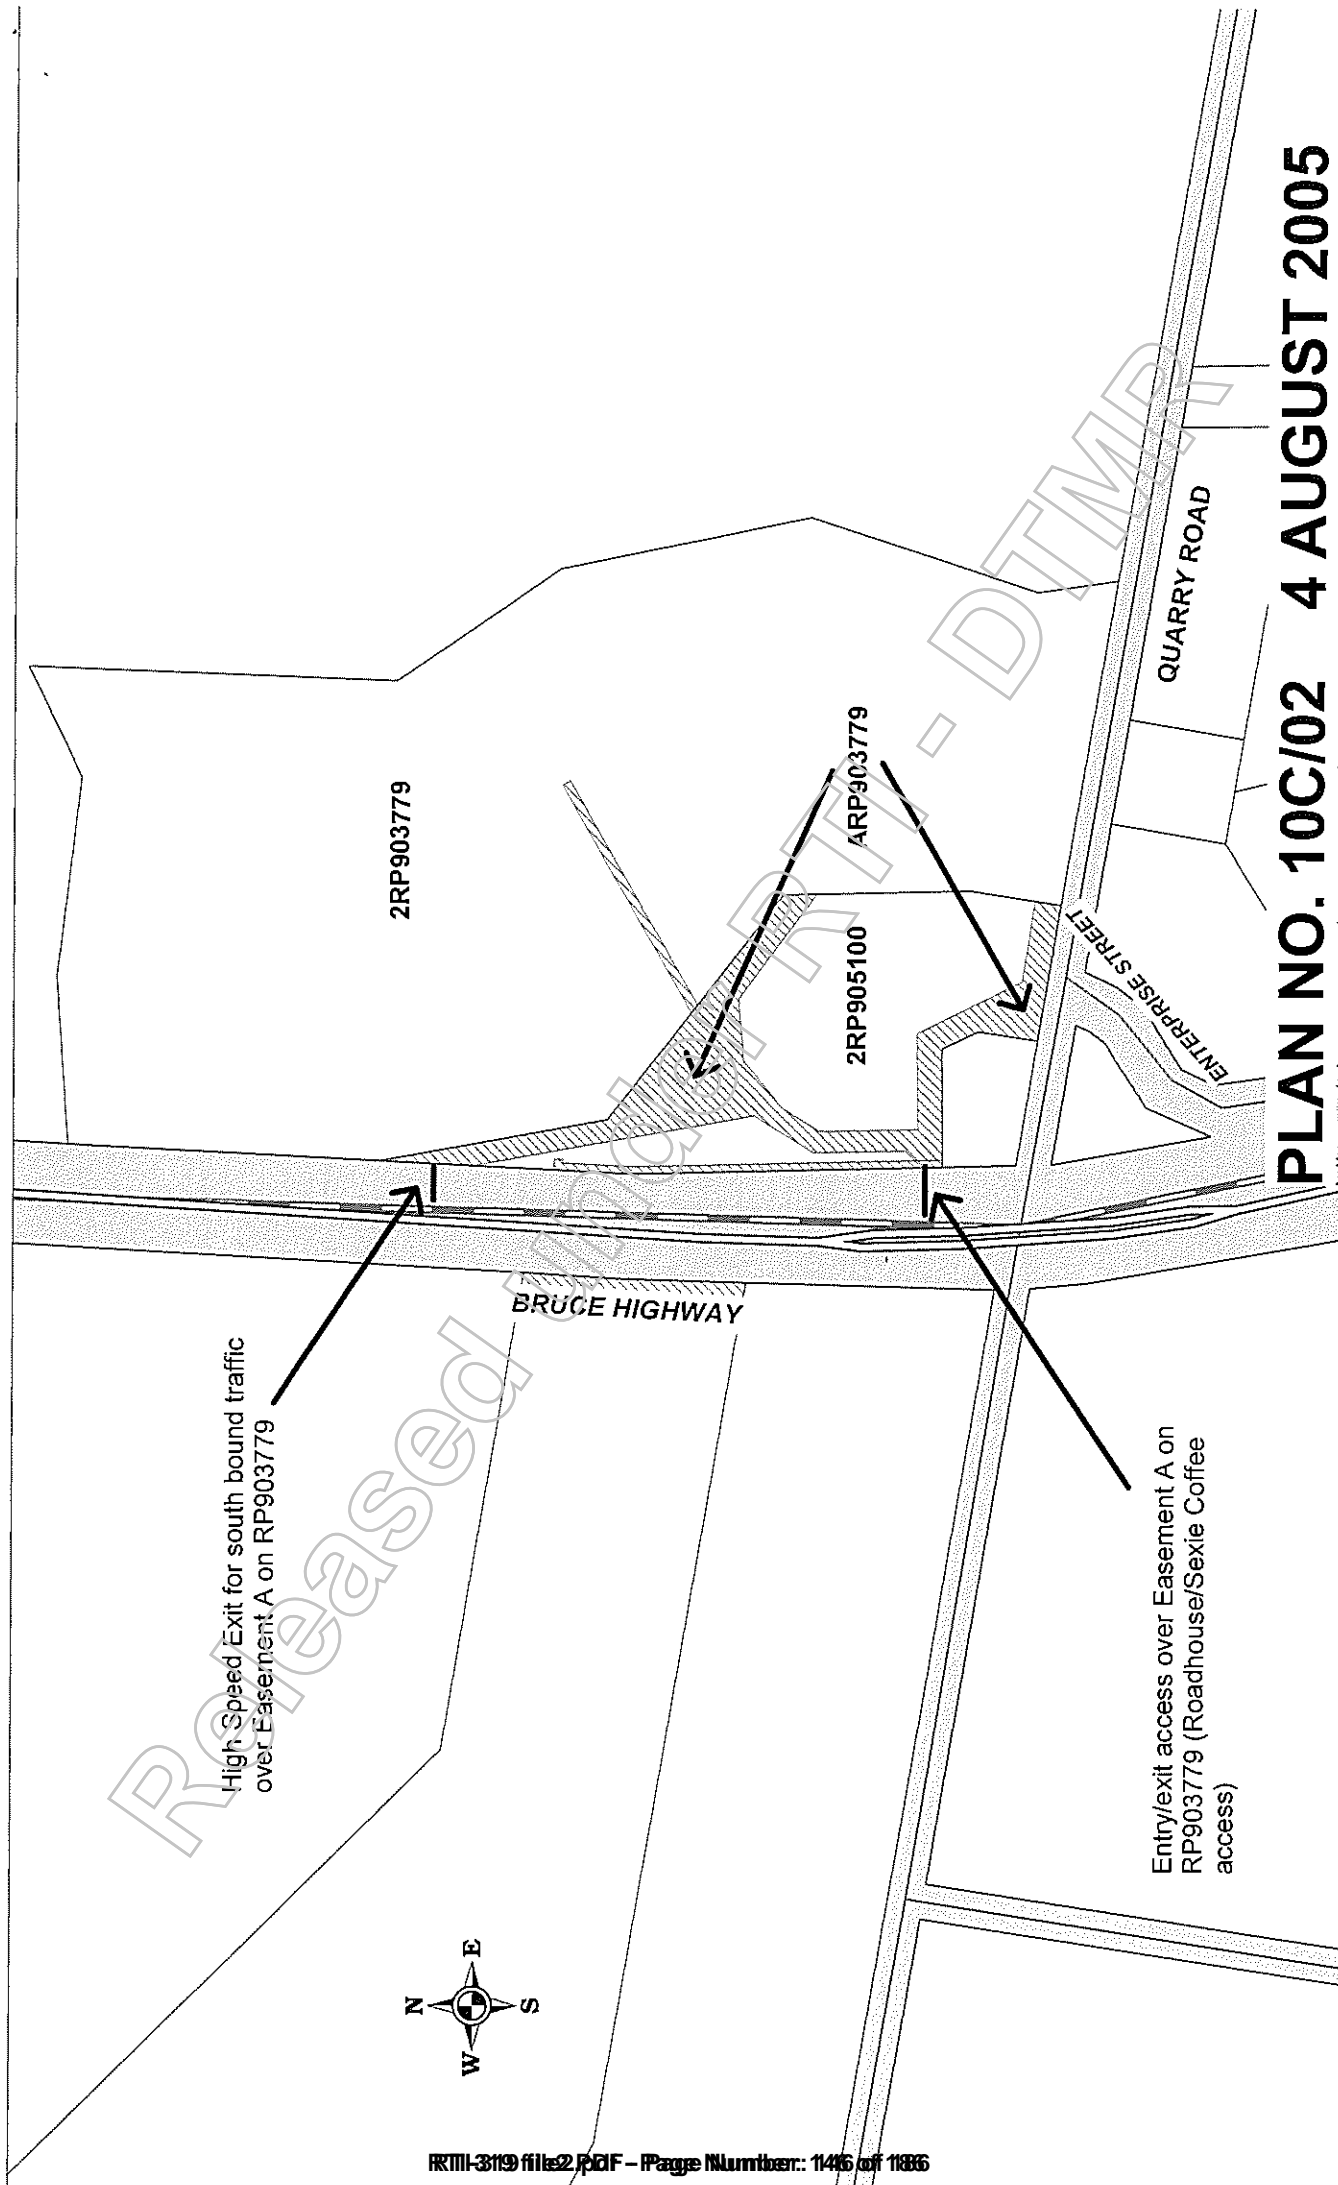 High Speed Exit for south bound traffic
over Easement A on RP903779
2RP903779
BRUCE HIGHWAY
2RP905100
ARP903779
N
W
E
S
Entry/exit access over Easement A on
RP903779 (Roadhouse/Sexie Coffee
access)
ENTERPRISE STREET
QUARRY ROAD
PLAN NO. 10C/02 4 AUGUST 2005
Released under RTI - DTMR
RTI-319 file2.PDF - Page Number: 146 of 186